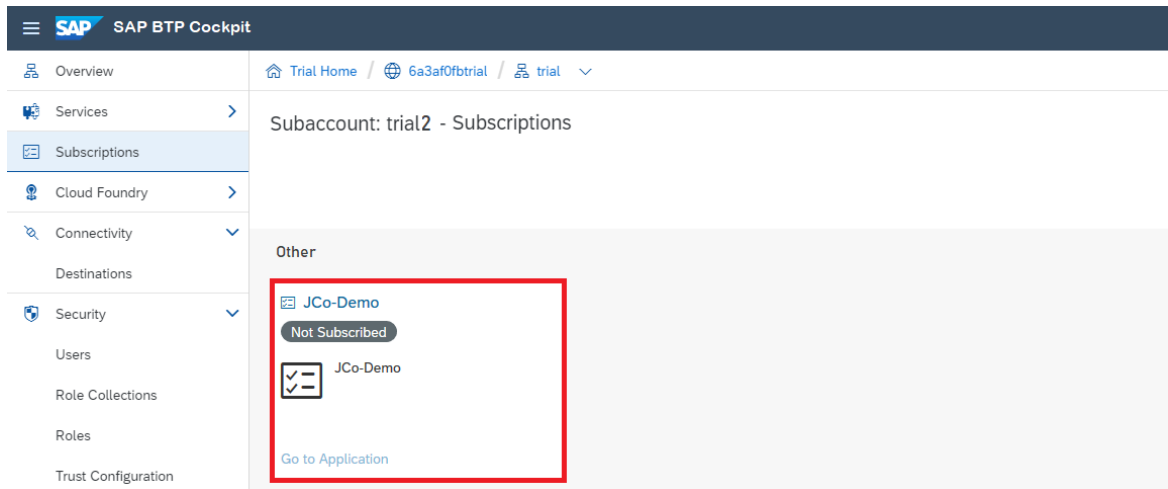 SAP SAP BTP Cockpit
Overview
Services
Subscriptions
Cloud Foundry
Connectivity
Destinations
Security
Users
Role Collections
Roles
Trust Configuration
Trial Home / 6a3af0fbtrial / trial
Subaccount: trial2 - Subscriptions
Other
JCo-Demo
Not Subscribed
JCo-Demo
Go to Application